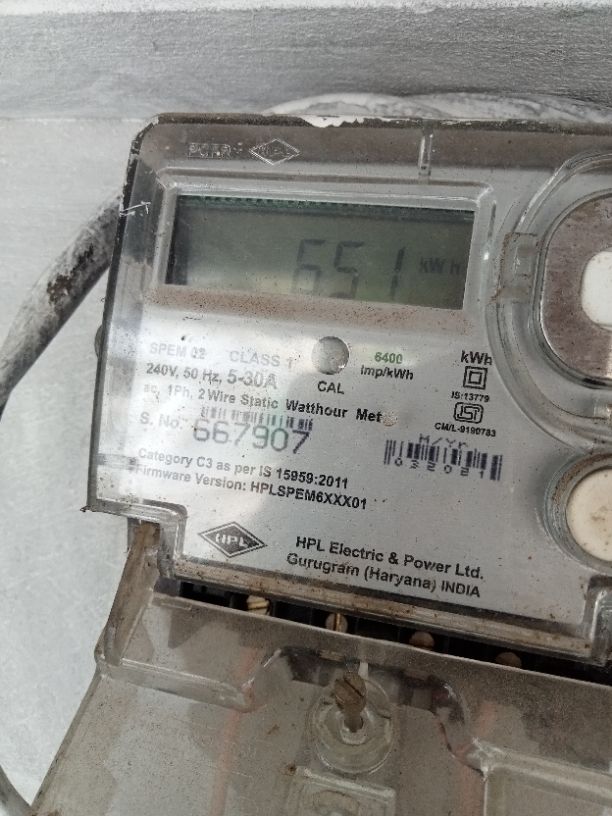 HPL
651 kWh
SPEM 02 CLASS 1
6400 Imp/kWh
kWh
240V, 50 Hz, 5-30A
CAL
IS:13779
ac, 1Ph, 2 Wire Static Watthour
CM/L-9190783
S. No. 667907
M/Yr.
032021
Category C3 as per IS 15959:2011
Firmware Version: HPLSPEM6XXX01
HPL
HPL Electric & Power Ltd.
Gurugram (Haryana) INDIA